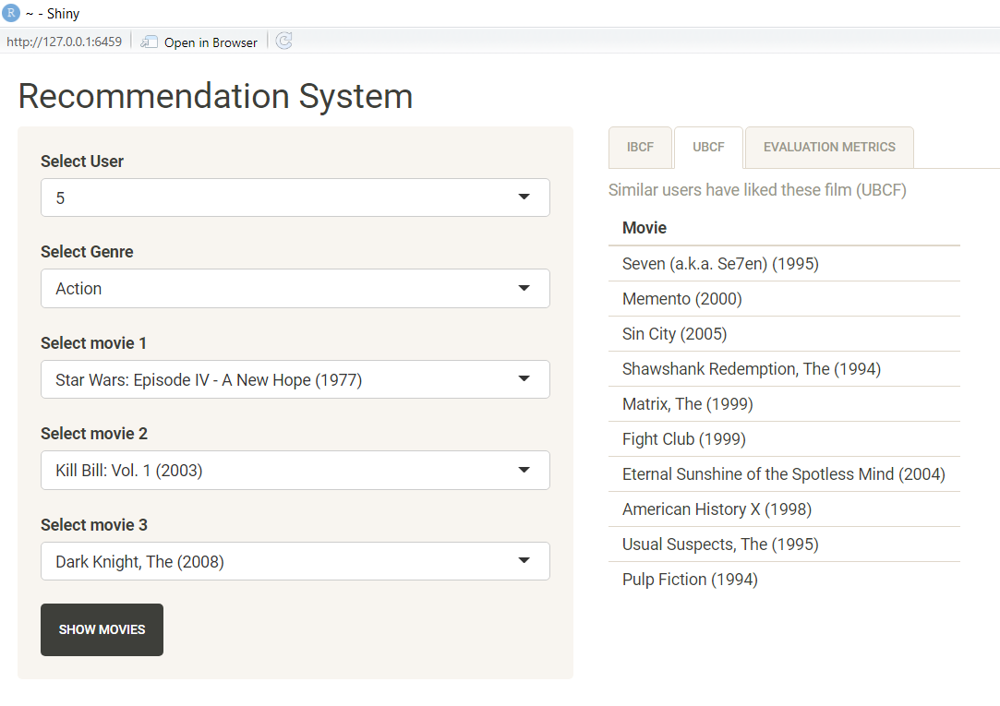 R ~ - Shiny
http://127.0.0.1:6459 Open in Browser
Recommendation System
Select User
5
Select Genre
Action
Select movie 1
Star Wars: Episode IV - A New Hope (1977)
Select movie 2
Kill Bill: Vol. 1 (2003)
Select movie 3
Dark Knight, The (2008)
SHOW MOVIES
IBCF UBCF EVALUATION METRICS
Similar users have liked these film (UBCF)
Movie
Seven (a.k.a. Se7en) (1995)
Memento (2000)
Sin City (2005)
Shawshank Redemption, The (1994)
Matrix, The (1999)
Fight Club (1999)
Eternal Sunshine of the Spotless Mind (2004)
American History X (1998)
Usual Suspects, The (1995)
Pulp Fiction (1994)